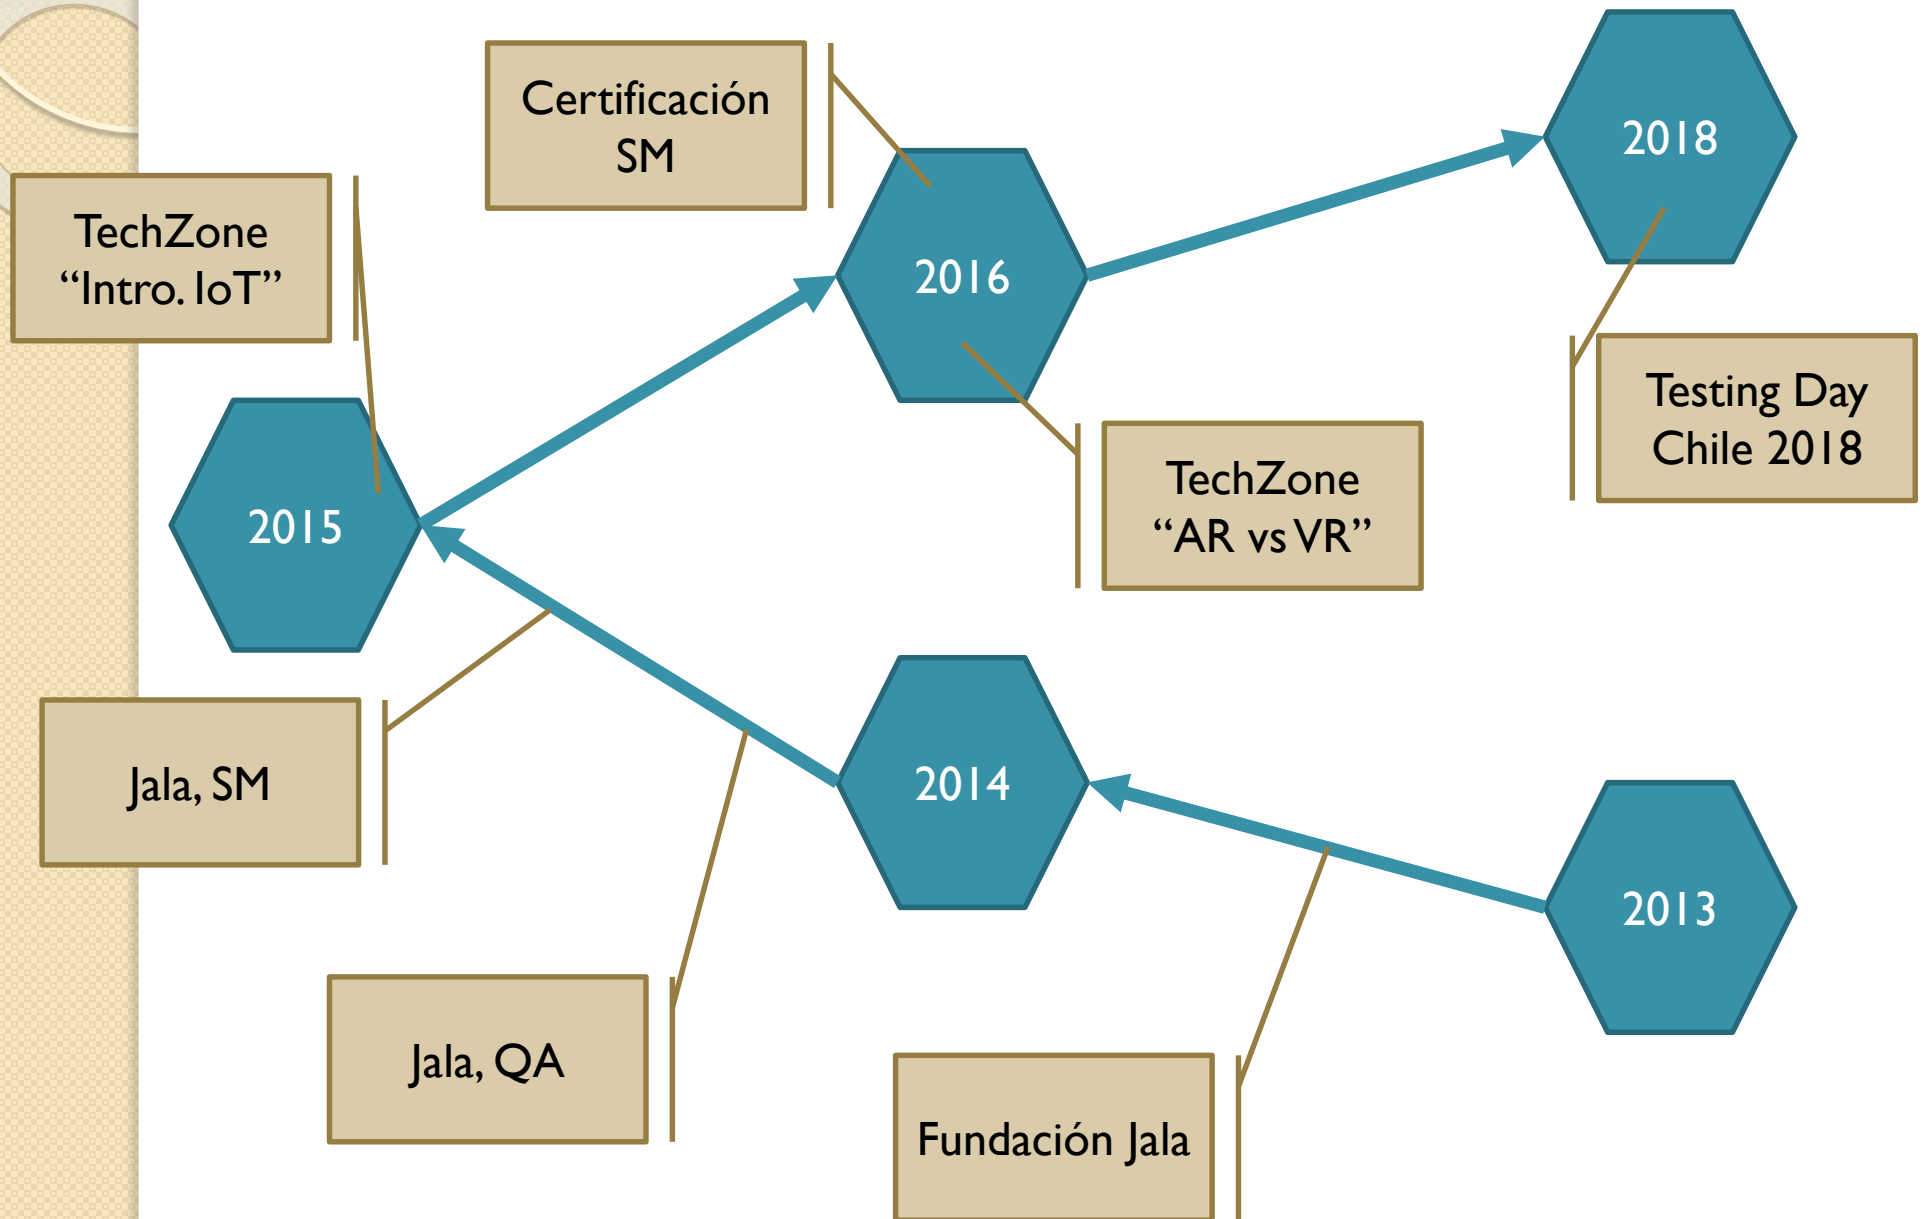 Certificación
SM
2018
TechZone
“Intro. IoT”
2016
Testing Day
Chile 2018
2015
TechZone
“AR vs VR”
Jala, SM
2014
2013
Jala, QA
Fundación Jala